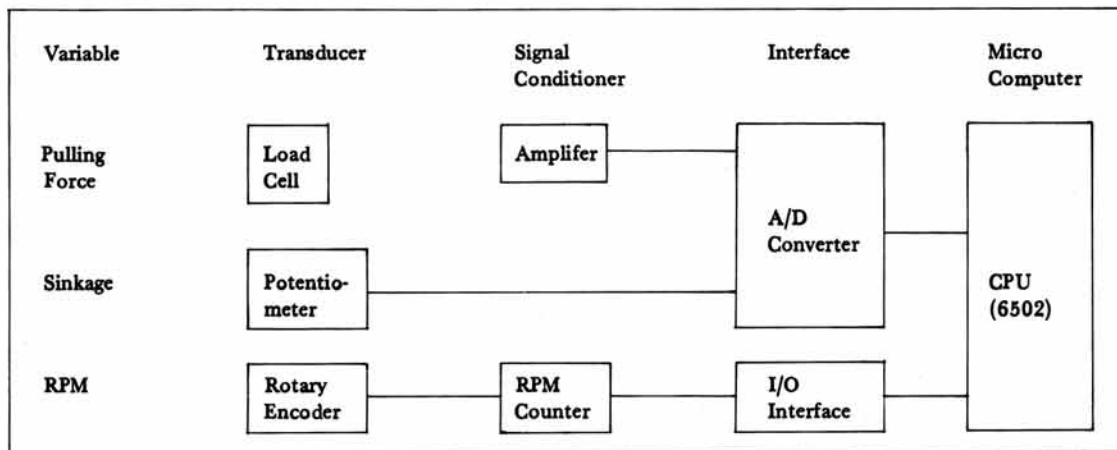 Variable
Transducer
Signal
Conditioner
Interface
Micro
Computer
Pulling
Force
Load
Cell
Amplifer
A/D
Converter
CPU
(6502)
Sinkage
Potentio-
meter
RPM
Rotary
Encoder
RPM
Counter
I/O
Interface